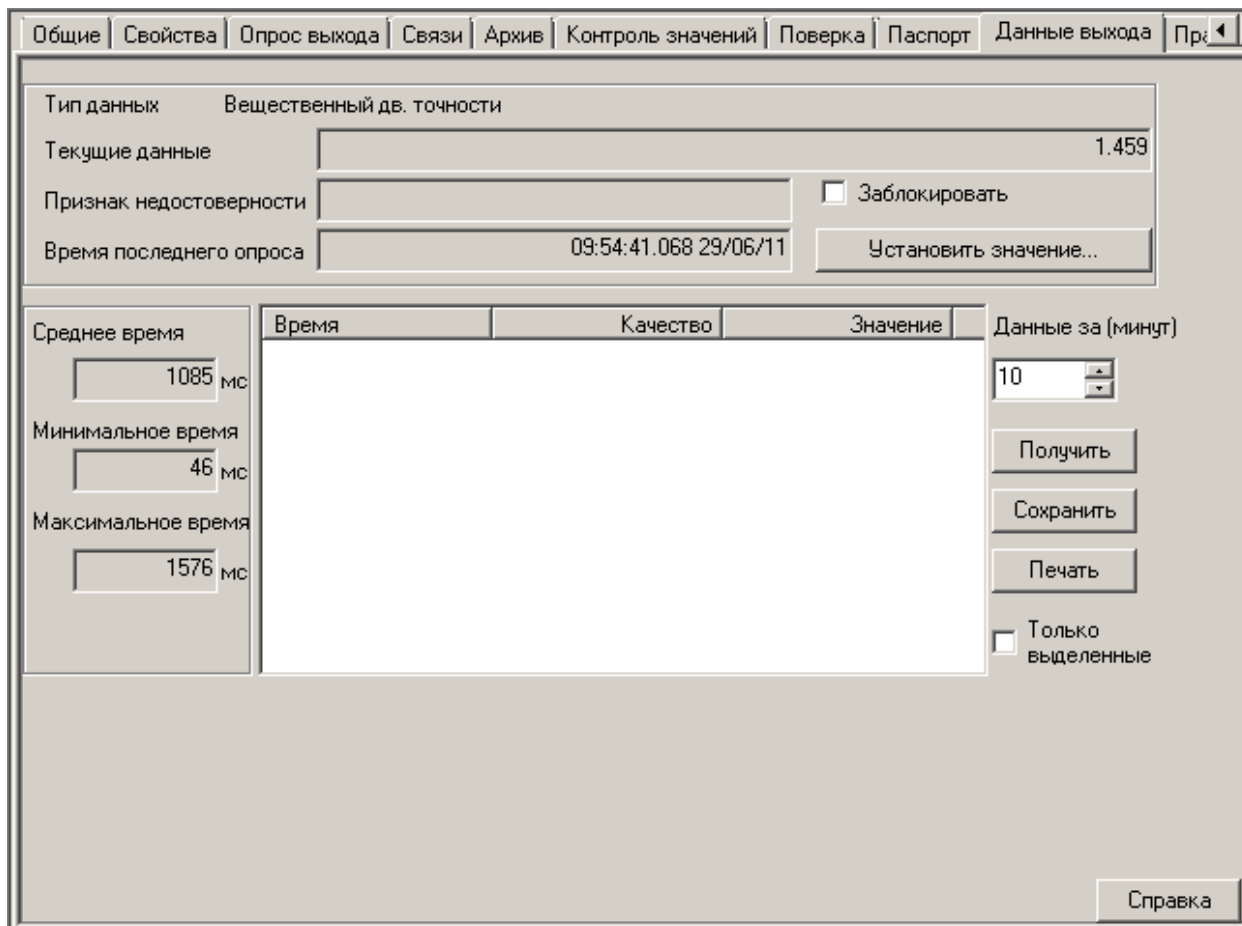 Общие Свойства Опрос выхода Связи Архив Контроль значений Поверка Паспорт Данные выхода Пра
Тип данных Вещественный дв. точности
Текущие данные 1.459
Признак недостоверности Заблокировать
Время последнего опроса 09:54:41.068 29/06/11 Установить значение...
Среднее время Время Качество Значение Данные за (минут)
1085 мс 10
Минимальное время
46 мс Получить
Максимальное время Сохранить
1576 мс Печать
Только
выделенные
Справка